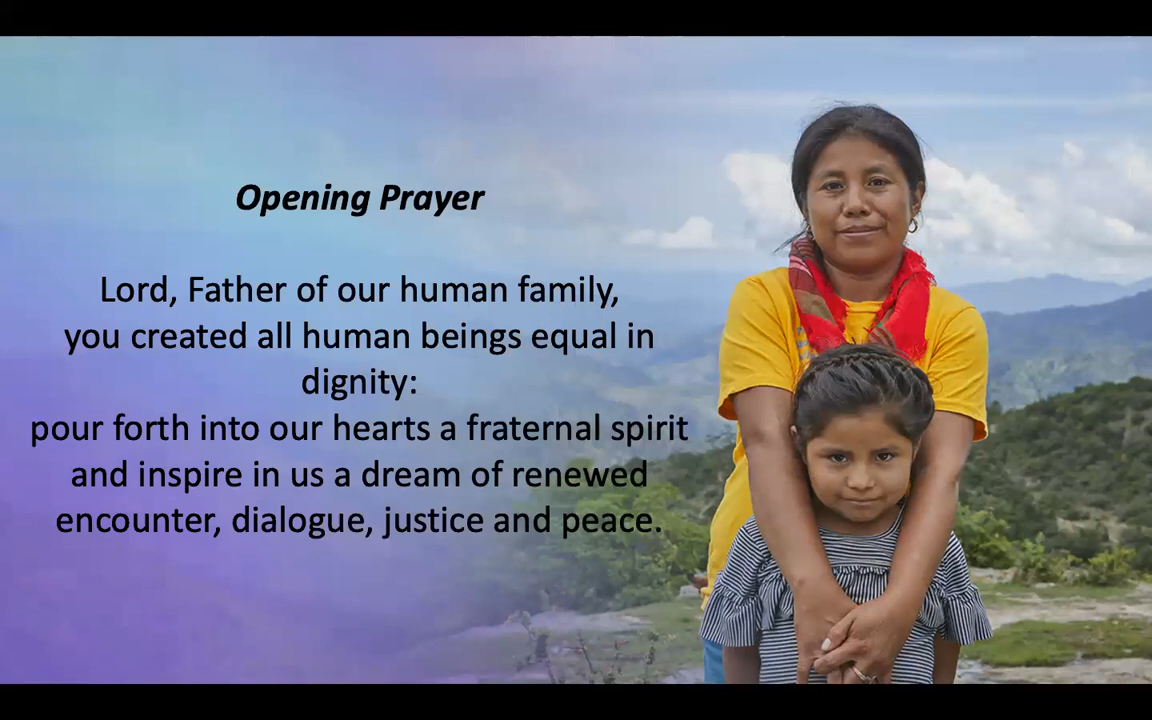 Opening Prayer
Lord, Father of our human family,
you created all human beings equal in
dignity:
pour forth into our hearts a fraternal spirit
and inspire in us a dream of renewed
encounter, dialogue, justice and peace.